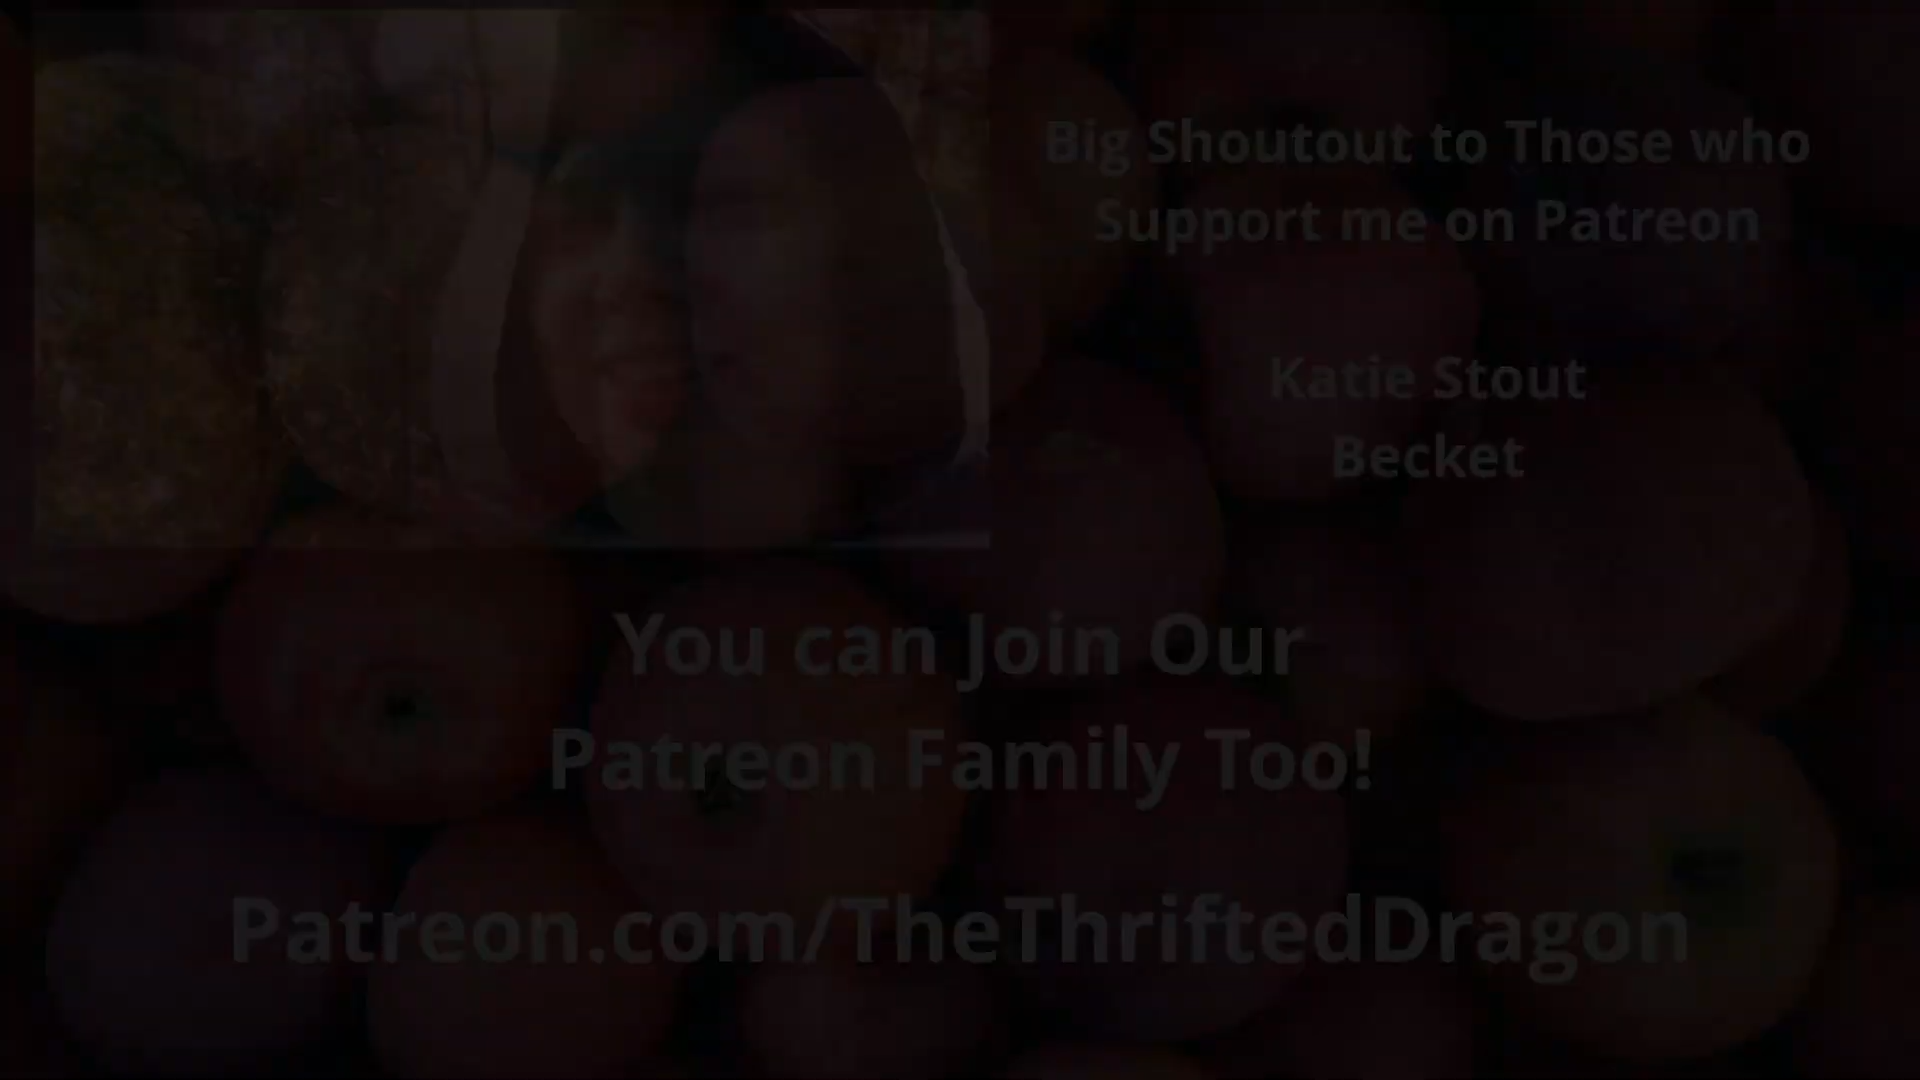 Big Shoutout to Those who
Support me on Patreon
Katie Stout
Becket
You can Join Our
Patreon Family Too!
Patreon.com/TheThriftedDragon